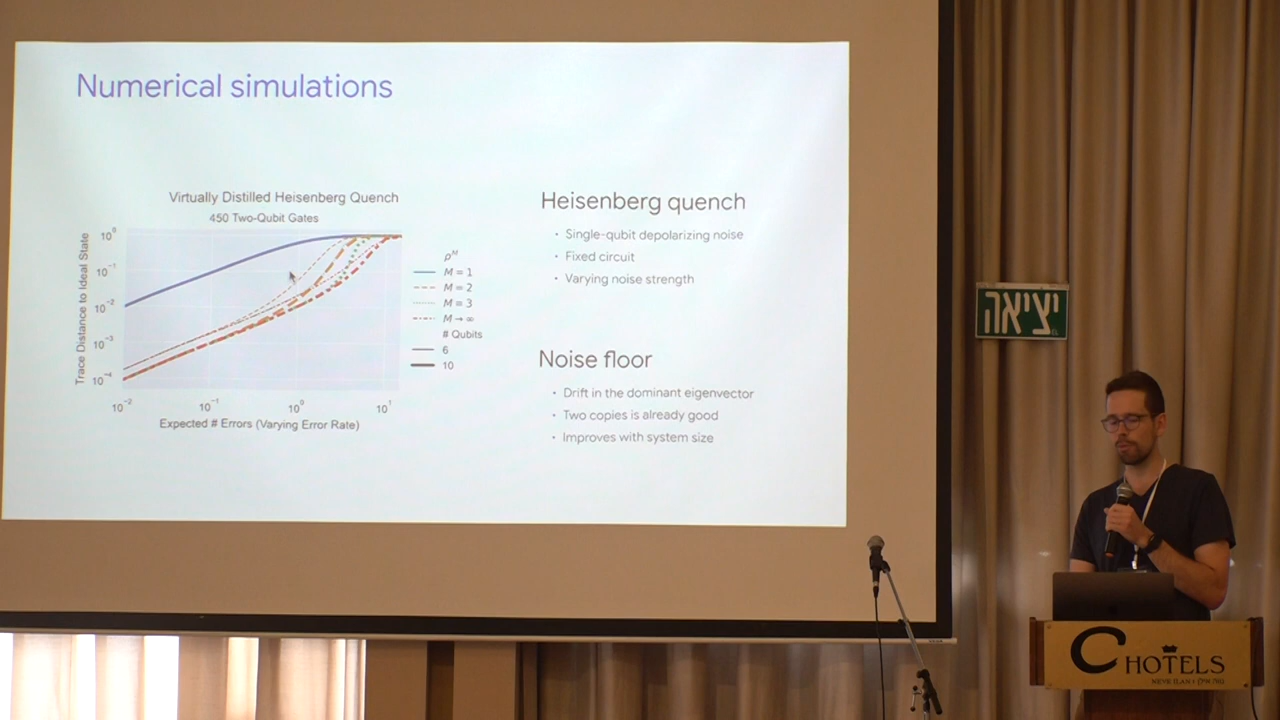 Numerical simulations
Virtually Distilled Heisenberg Quench
450 Two-Qubit Gates
Trace Distance to Ideal State
10⁰
10⁻¹
10⁻²
10⁻³
10⁻⁴
10⁻²
10⁻¹
10⁰
10¹
Expected # Errors (Varying Error Rate)
ρᴹ
M = 1
M = 2
M = 3
M → ∞
# Qubits
6
10
Heisenberg quench
· Single-qubit depolarizing noise
· Fixed circuit
· Varying noise strength
Noise floor
· Drift in the dominant eigenvector
· Two copies is already good
· Improves with system size
יציאה
C HOTELS
NEVE ILAN